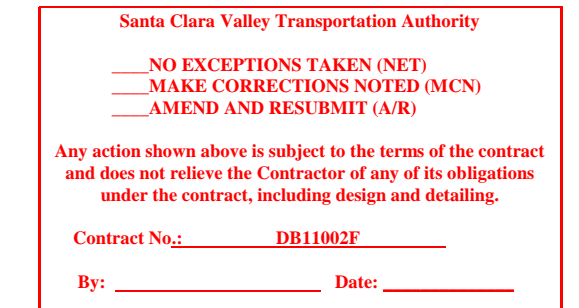 Santa Clara Valley Transportation Authority
____NO EXCEPTIONS TAKEN (NET)
____MAKE CORRECTIONS NOTED (MCN)
____AMEND AND RESUBMIT (A/R)
Any action shown above is subject to the terms of the contract
and does not relieve the Contractor of any of its obligations
under the contract, including design and detailing.
Contract No.: DB11002F
By: ____________________ Date: ______________